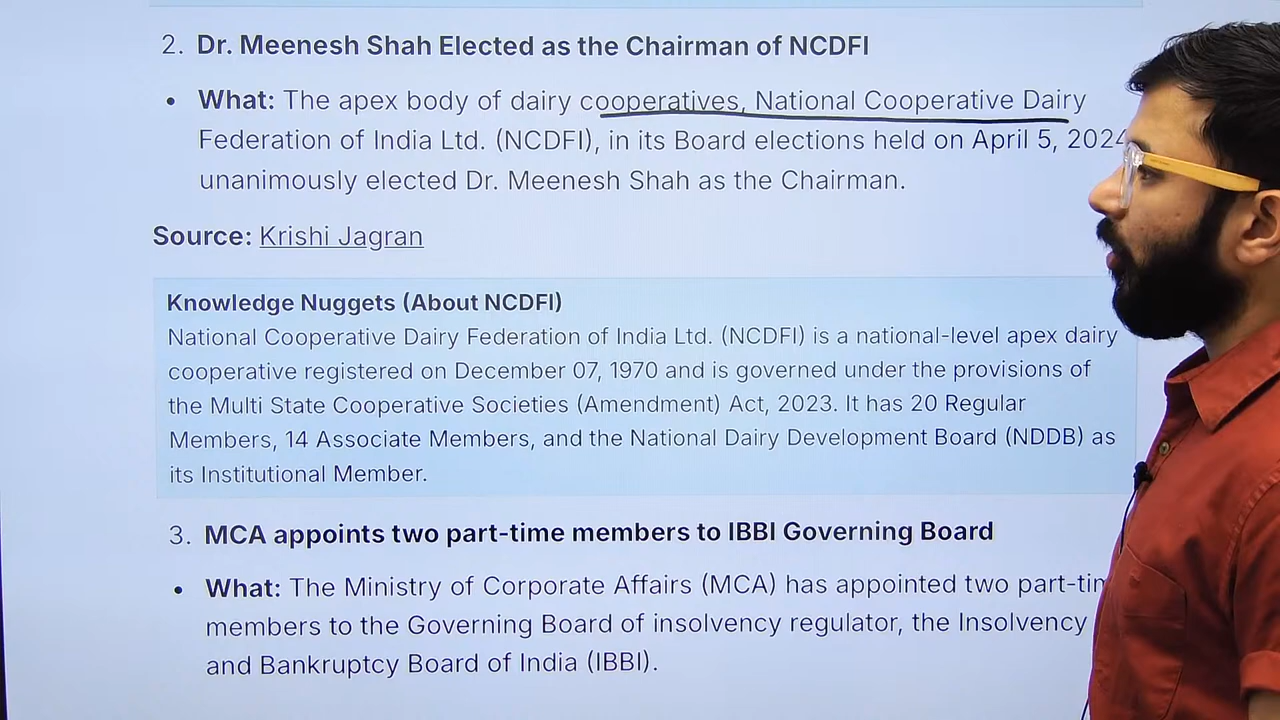 2. Dr. Meenesh Shah Elected as the Chairman of NCDFI
• What: The apex body of dairy cooperatives, National Cooperative Dairy
Federation of India Ltd. (NCDFI), in its Board elections held on April 5, 2024
unanimously elected Dr. Meenesh Shah as the Chairman.
Source: Krishi Jagran
Knowledge Nuggets (About NCDFI)
National Cooperative Dairy Federation of India Ltd. (NCDFI) is a national-level apex dairy
cooperative registered on December 07, 1970 and is governed under the provisions of
the Multi State Cooperative Societies (Amendment) Act, 2023. It has 20 Regular
Members, 14 Associate Members, and the National Dairy Development Board (NDDB) as
its Institutional Member.
3. MCA appoints two part-time members to IBBI Governing Board
• What: The Ministry of Corporate Affairs (MCA) has appointed two
members to the Governing Board of insolvency regulator, the Insolvency
and Bankruptcy Board of India (IBBI).